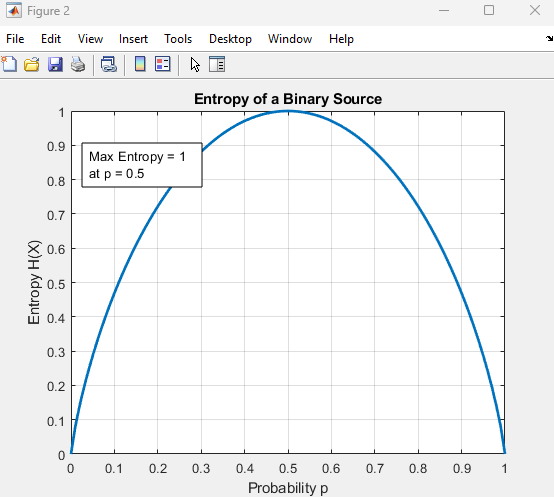 Figure 2
File Edit View Insert Tools Desktop Window Help
Entropy of a Binary Source
1
0.9
0.8
0.7
0.6
0.5
0.4
0.3
0.2
0.1
0
Entropy H(X)
Max Entropy = 1
at p = 0.5
0 0.1 0.2 0.3 0.4 0.5 0.6 0.7 0.8 0.9 1
Probability p